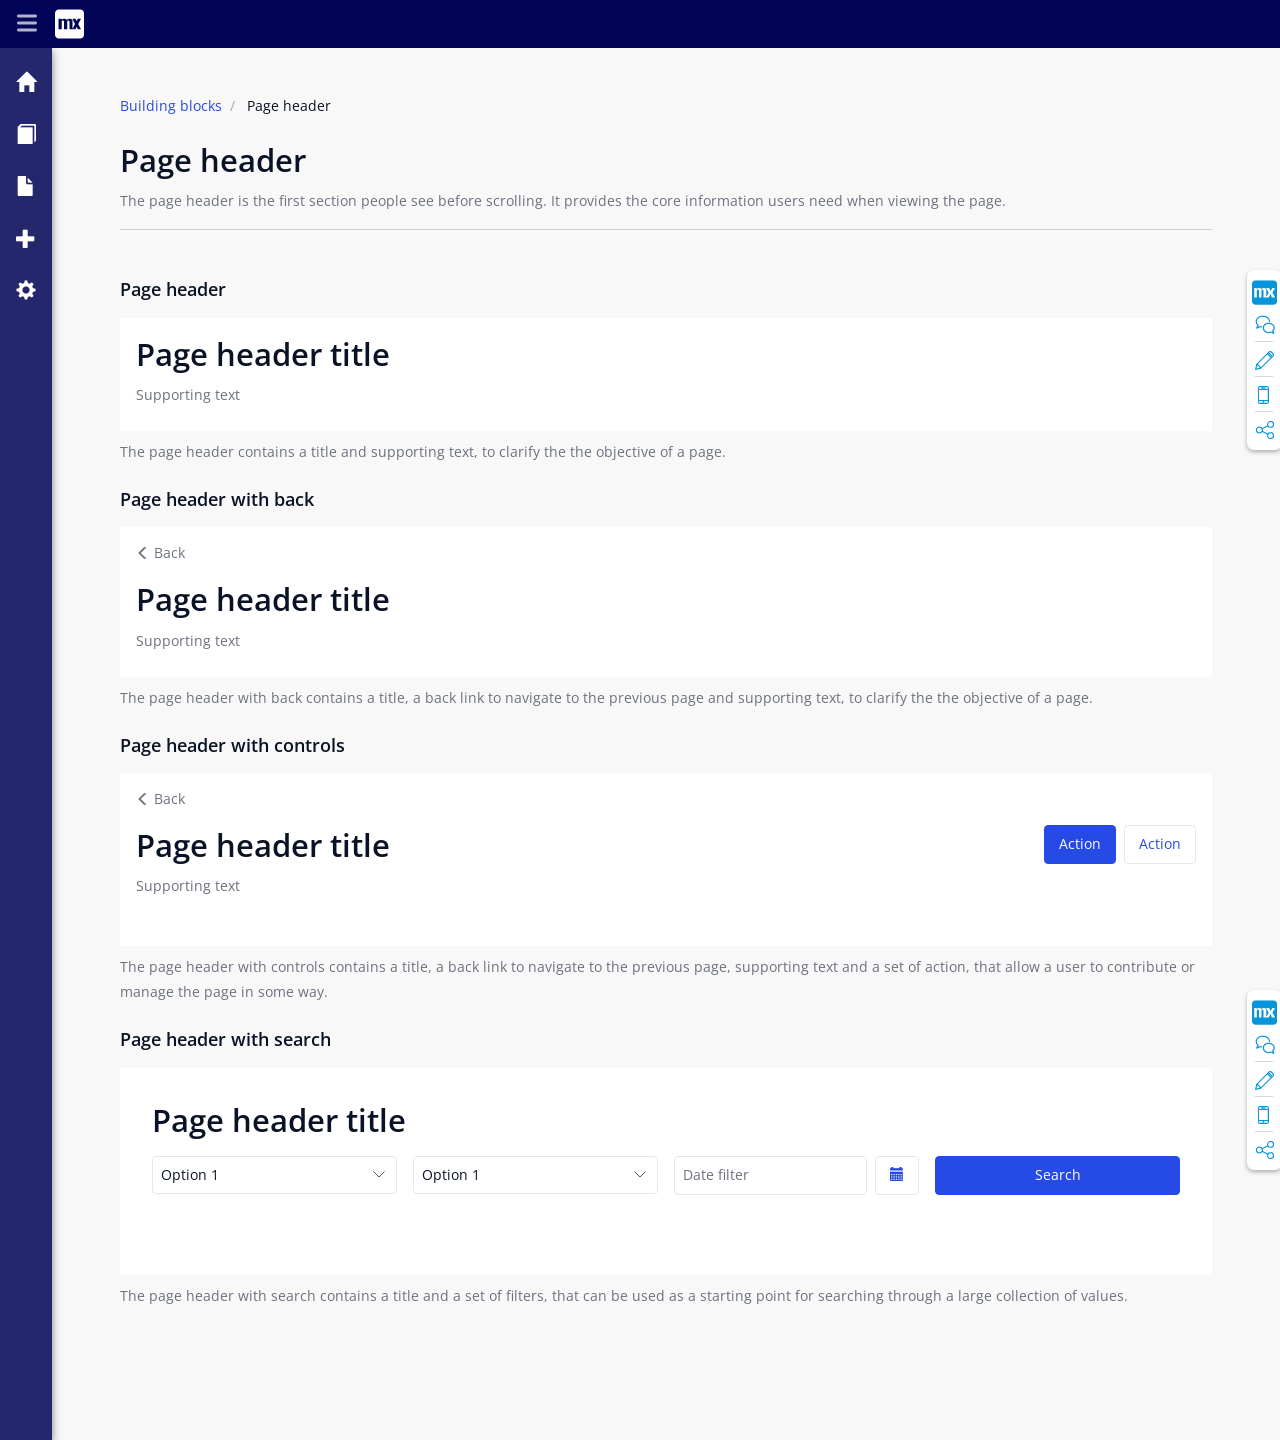 mx
Building blocks / Page header
Page header
The page header is the first section people see before scrolling. It provides the core information users need when viewing the page.
Page header
mx
Page header title
Supporting text
The page header contains a title and supporting text, to clarify the the objective of a page.
Page header with back
Back
Page header title
Supporting text
The page header with back contains a title, a back link to navigate to the previous page and supporting text, to clarify the the objective of a page.
Page header with controls
Back
Page header title
Action
Action
Supporting text
The page header with controls contains a title, a back link to navigate to the previous page, supporting text and a set of action, that allow a user to contribute or
manage the page in some way.
mx
Page header with search
Page header title
Option 1
Option 1
Date filter
Search
The page header with search contains a title and a set of filters, that can be used as a starting point for searching through a large collection of values.